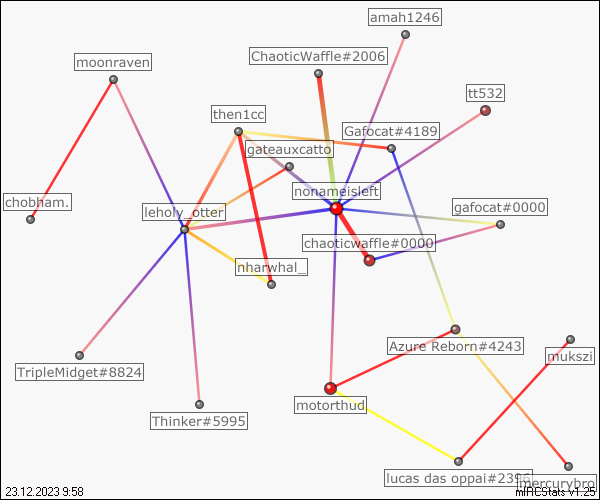 amah1246
ChaoticWaffle#2006
moonraven
tt532
then1cc
Gafocat#4189
gateauxcatto
nonameisleft
chobham.
leholy_otter
gafocat#0000
chaoticwaffle#0000
nharwhal_
Azure Reborn#4243
mukszi
TripleMidget#8824
motorthud
Thinker#5995
lucas das oppai#2396
mercurybro
23.12.2023 9:58
mIRCStats v1.25